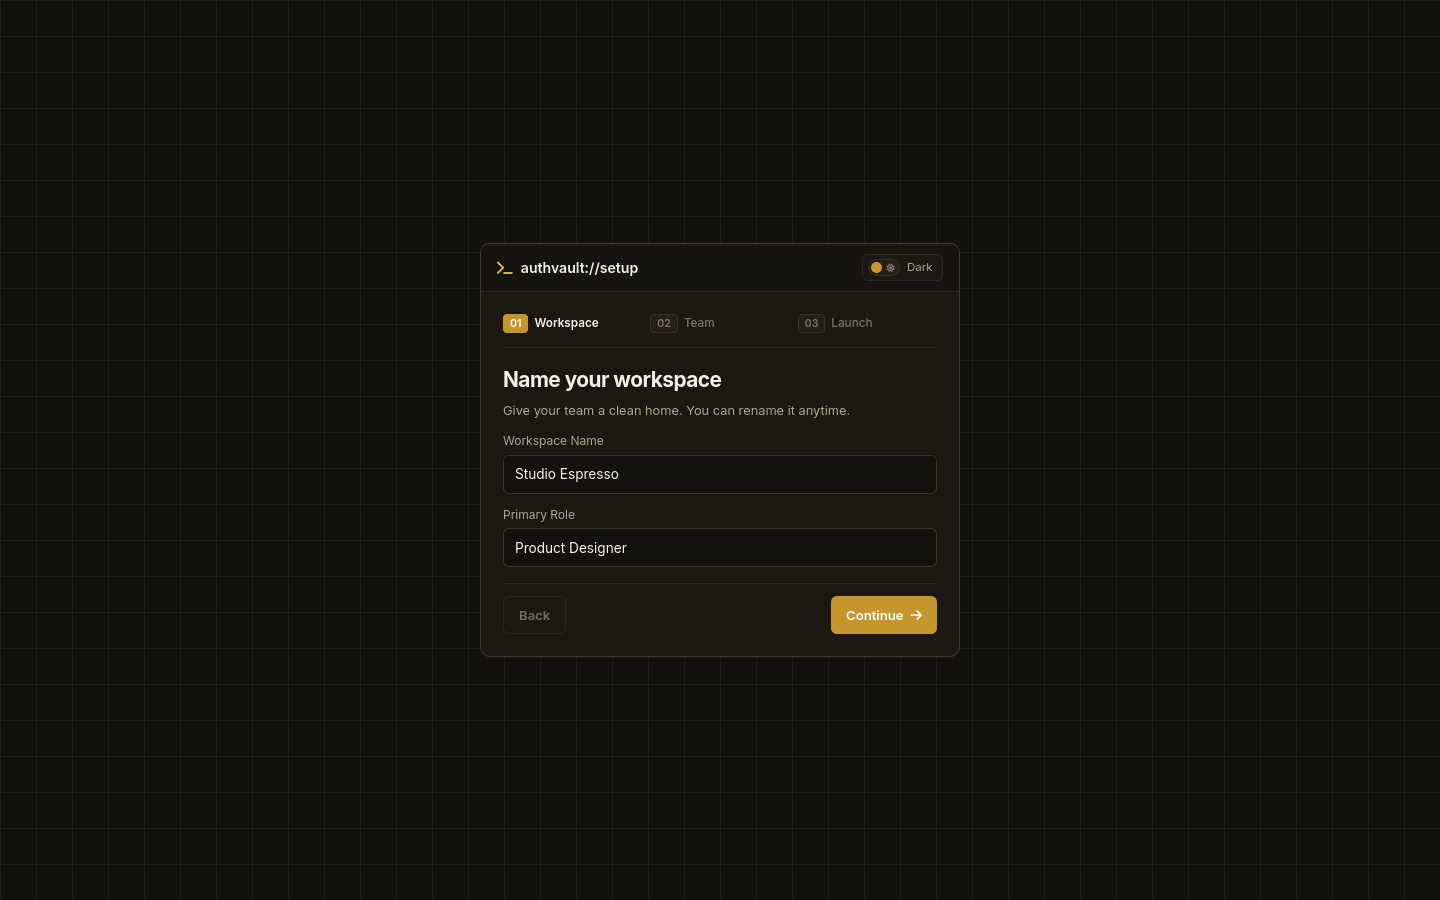 authvault://setup
Dark
01 Workspace
02 Team
03 Launch
Name your workspace
Give your team a clean home. You can rename it anytime.
Workspace Name
Studio Espresso
Primary Role
Product Designer
Back
Continue →